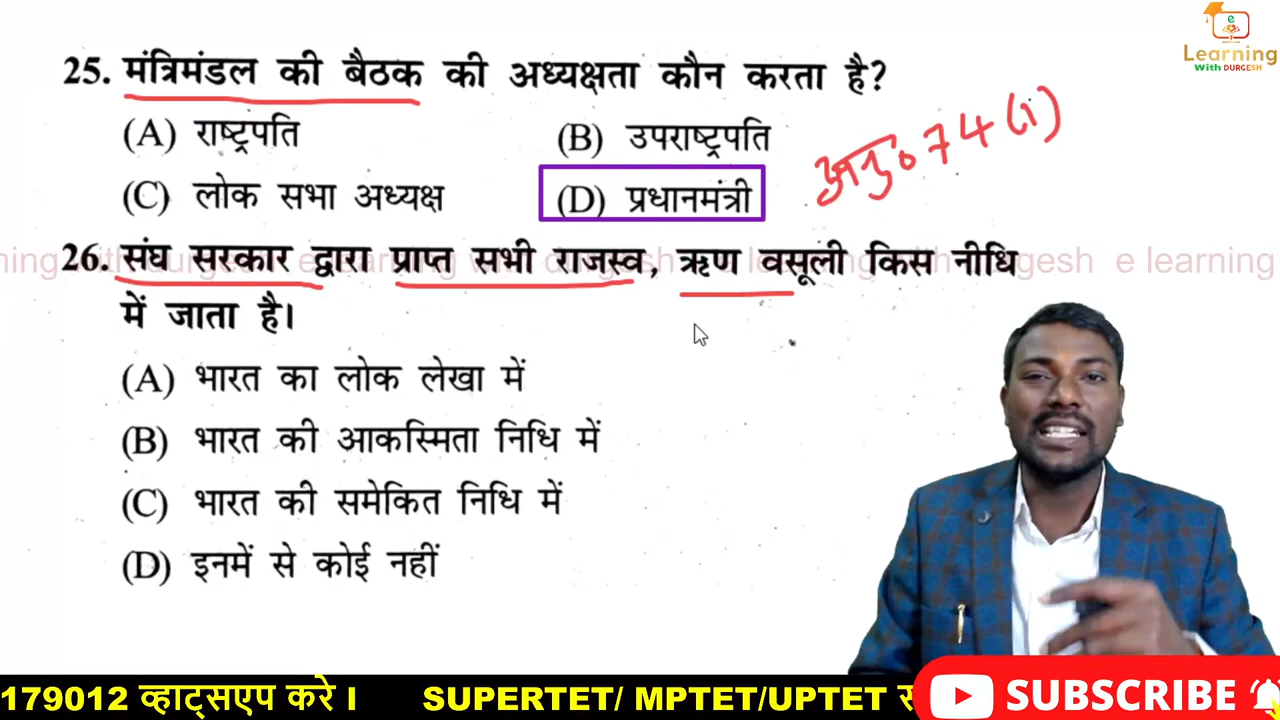 e
Learning
With DURGESH
25. मंत्रिमंडल की बैठक की अध्यक्षता कौन करता है?
(A) राष्ट्रपति
(B) उपराष्ट्रपति
(C) लोक सभा अध्यक्ष
(D) प्रधानमंत्री
अनु० 74 (1)
26. संघ सरकार द्वारा प्राप्त सभी राजस्व, ऋण वसूली किस नीधि
में जाता है।
(A) भारत का लोक लेखा में
(B) भारत की आकस्मिता निधि में
(C) भारत की समेकित निधि में
(D) इनमें से कोई नहीं
179012 व्हाट्सएप करे I SUPERTET/ MPTET/UPTET
SUBSCRIBE